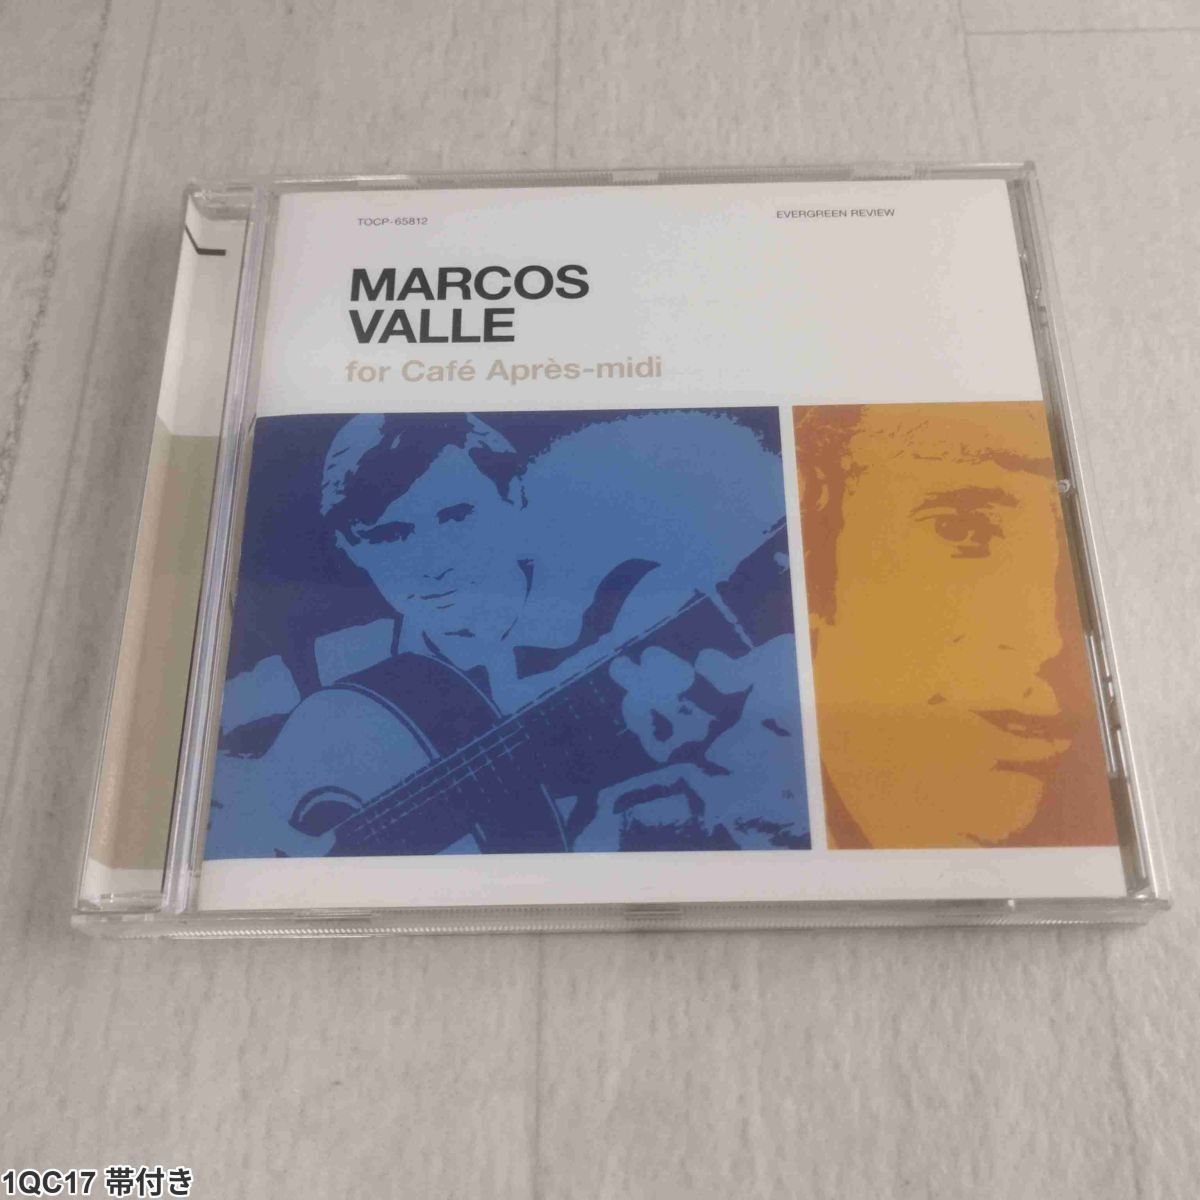 TOCP-65812
EVERGREEN REVIEW
MARCOS
VALLE
for Café Après-midi
1QC17 帯付き